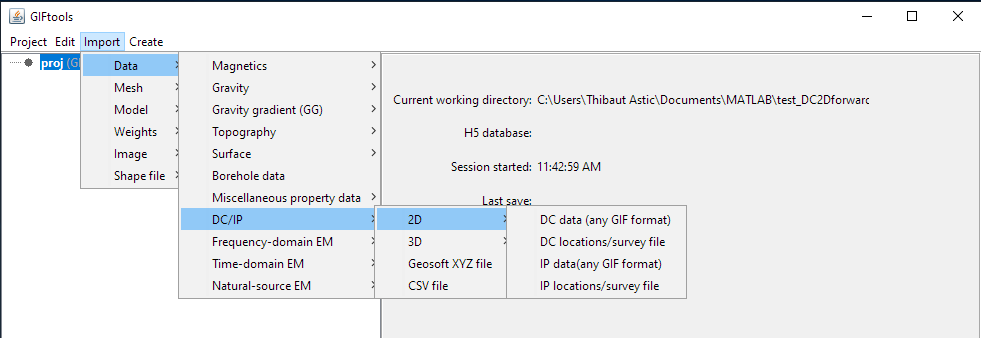 GIFtools
Project Edit Import Create
proj (GI
Data
Mesh
Model
Weights
Image
Shape file
Magnetics
Gravity
Gravity gradient (GG)
Topography
Surface
Borehole data
Miscellaneous property data
DC/IP
Frequency-domain EM
Time-domain EM
Natural-source EM
2D
3D
Geosoft XYZ file
CSV file
DC data (any GIF format)
DC locations/survey file
IP data(any GIF format)
IP locations/survey file
Current working directory: C:\Users\Thibaut Astic\Documents\MATLAB\test_DC2Dforward
H5 database:
Session started: 11:42:59 AM
Last save: